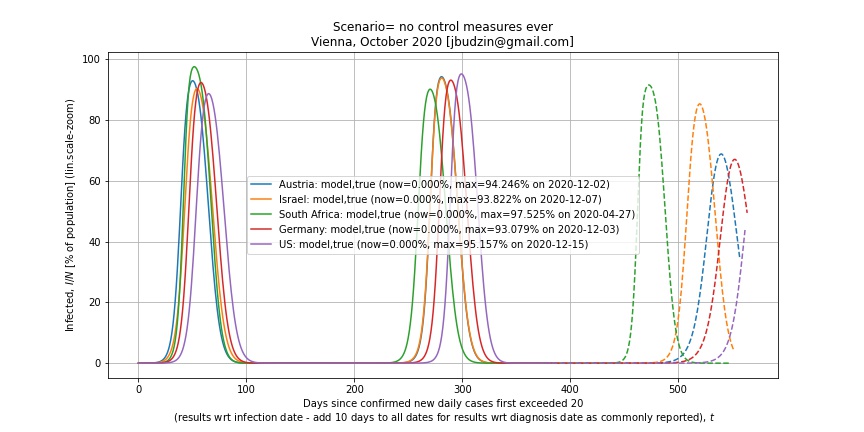 Scenario= no control measures ever
Vienna, October 2020 [jbudzin@gmail.com]
100
80
60
40
20
0
Infected, I/N [% of population] (lin.scale-zoom)
Austria: model,true (now=0.000%, max=94.246% on 2020-12-02)
Israel: model,true (now=0.000%, max=93.822% on 2020-12-07)
South Africa: model,true (now=0.000%, max=97.525% on 2020-04-27)
Germany: model,true (now=0.000%, max=93.079% on 2020-12-03)
US: model,true (now=0.000%, max=95.157% on 2020-12-15)
0 100 200 300 400 500
Days since confirmed new daily cases first exceeded 20
(results wrt infection date - add 10 days to all dates for results wrt diagnosis date as commonly reported), t